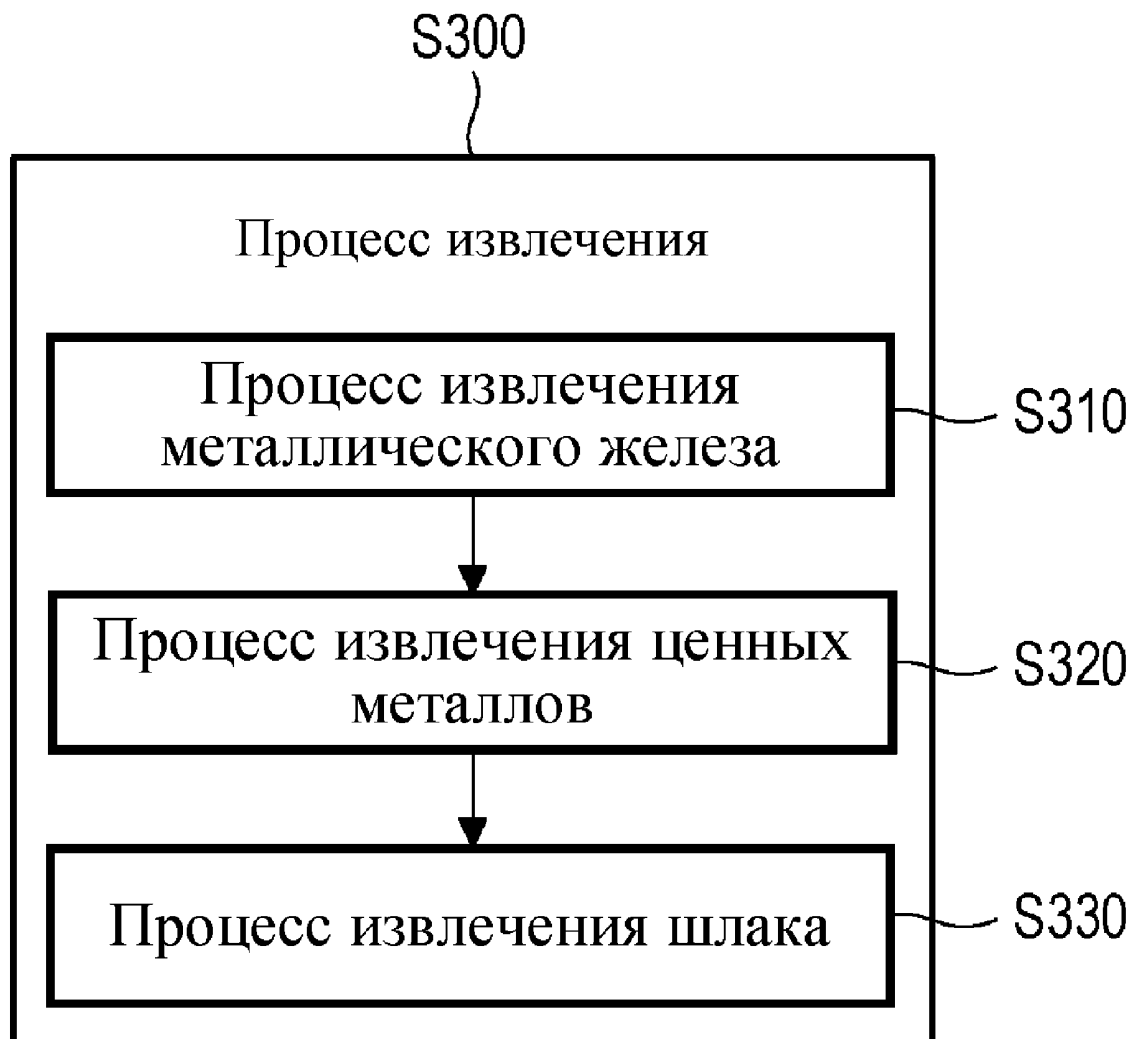 S300
Процесс извлечения
Процесс извлечения
металлического железа
S310
Процесс извлечения ценных
металлов
S320
Процесс извлечения шлака
S330